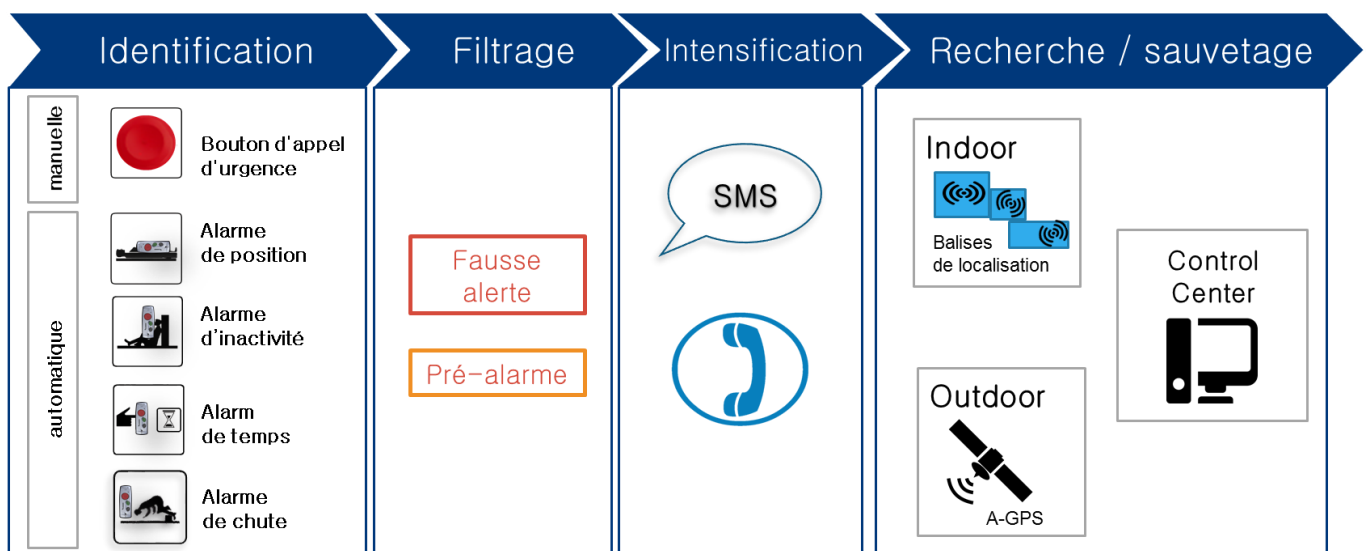 Identification
Filtrage
Intensification
Recherche / sauvetage
manuelle
Bouton d'appel
d'urgence
automatique
Alarme
de position
Alarme
d'inactivité
Alarm
de temps
Alarme
de chute
Fausse
alerte
Pré-alarme
SMS
Indoor
Balises
de localisation
Outdoor
A-GPS
Control
Center